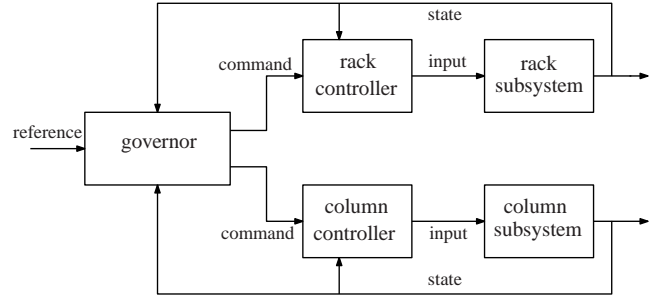 state
command
rack
controller
input
rack
subsystem
reference
governor
command
column
controller
input
column
subsystem
state